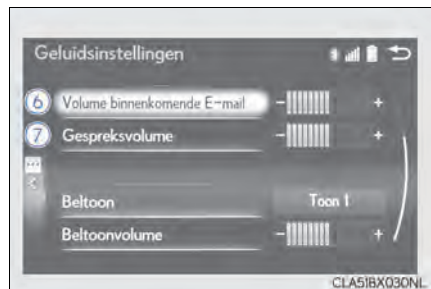 Geluidsinstellingen
6 Volume binnenkomende E-mail - +
7 Gespreksvolume - +
Beltoon Toon 1
Beltoonvolume - +
CLA51BX030NL